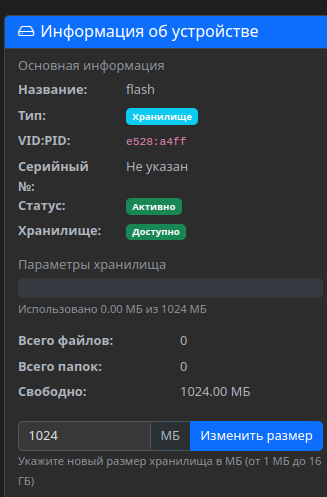 Информация об устройстве
Основная информация
Название: flash
Тип: Хранилище
VID:PID: e528:a4ff
Серийный №: Не указан
Статус: Активно
Хранилище: Доступно
Параметры хранилища
Использовано 0.00 МБ из 1024 МБ
Всего файлов: 0
Всего папок: 0
Свободно: 1024.00 МБ
1024 МБ Изменить размер
Укажите новый размер хранилища в МБ (от 1 МБ до 16
ГБ)